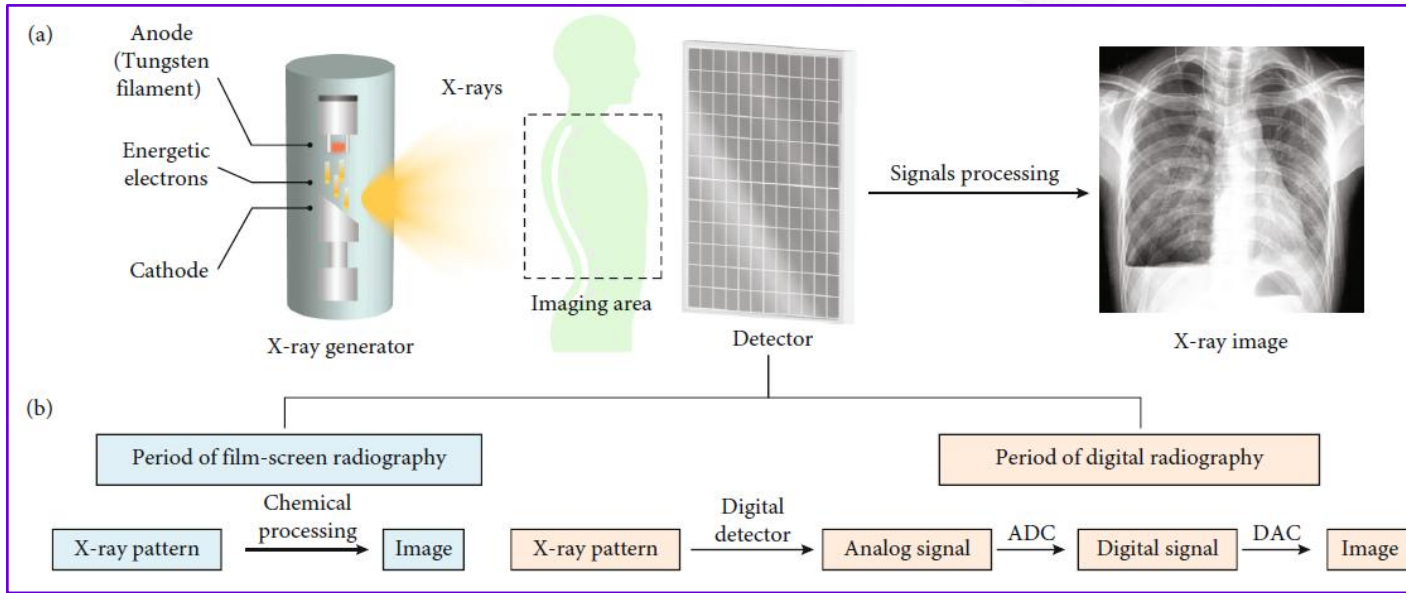 (a)
Anode
(Tungsten
filament)
Energetic
electrons
Cathode
X-rays
X-ray generator
Imaging area
Detector
Signals processing
X-ray image
(b)
Period of film-screen radiography
Period of digital radiography
X-ray pattern
Chemical
processing
Image
X-ray pattern
Digital
detector
Analog signal
ADC
Digital signal
DAC
Image